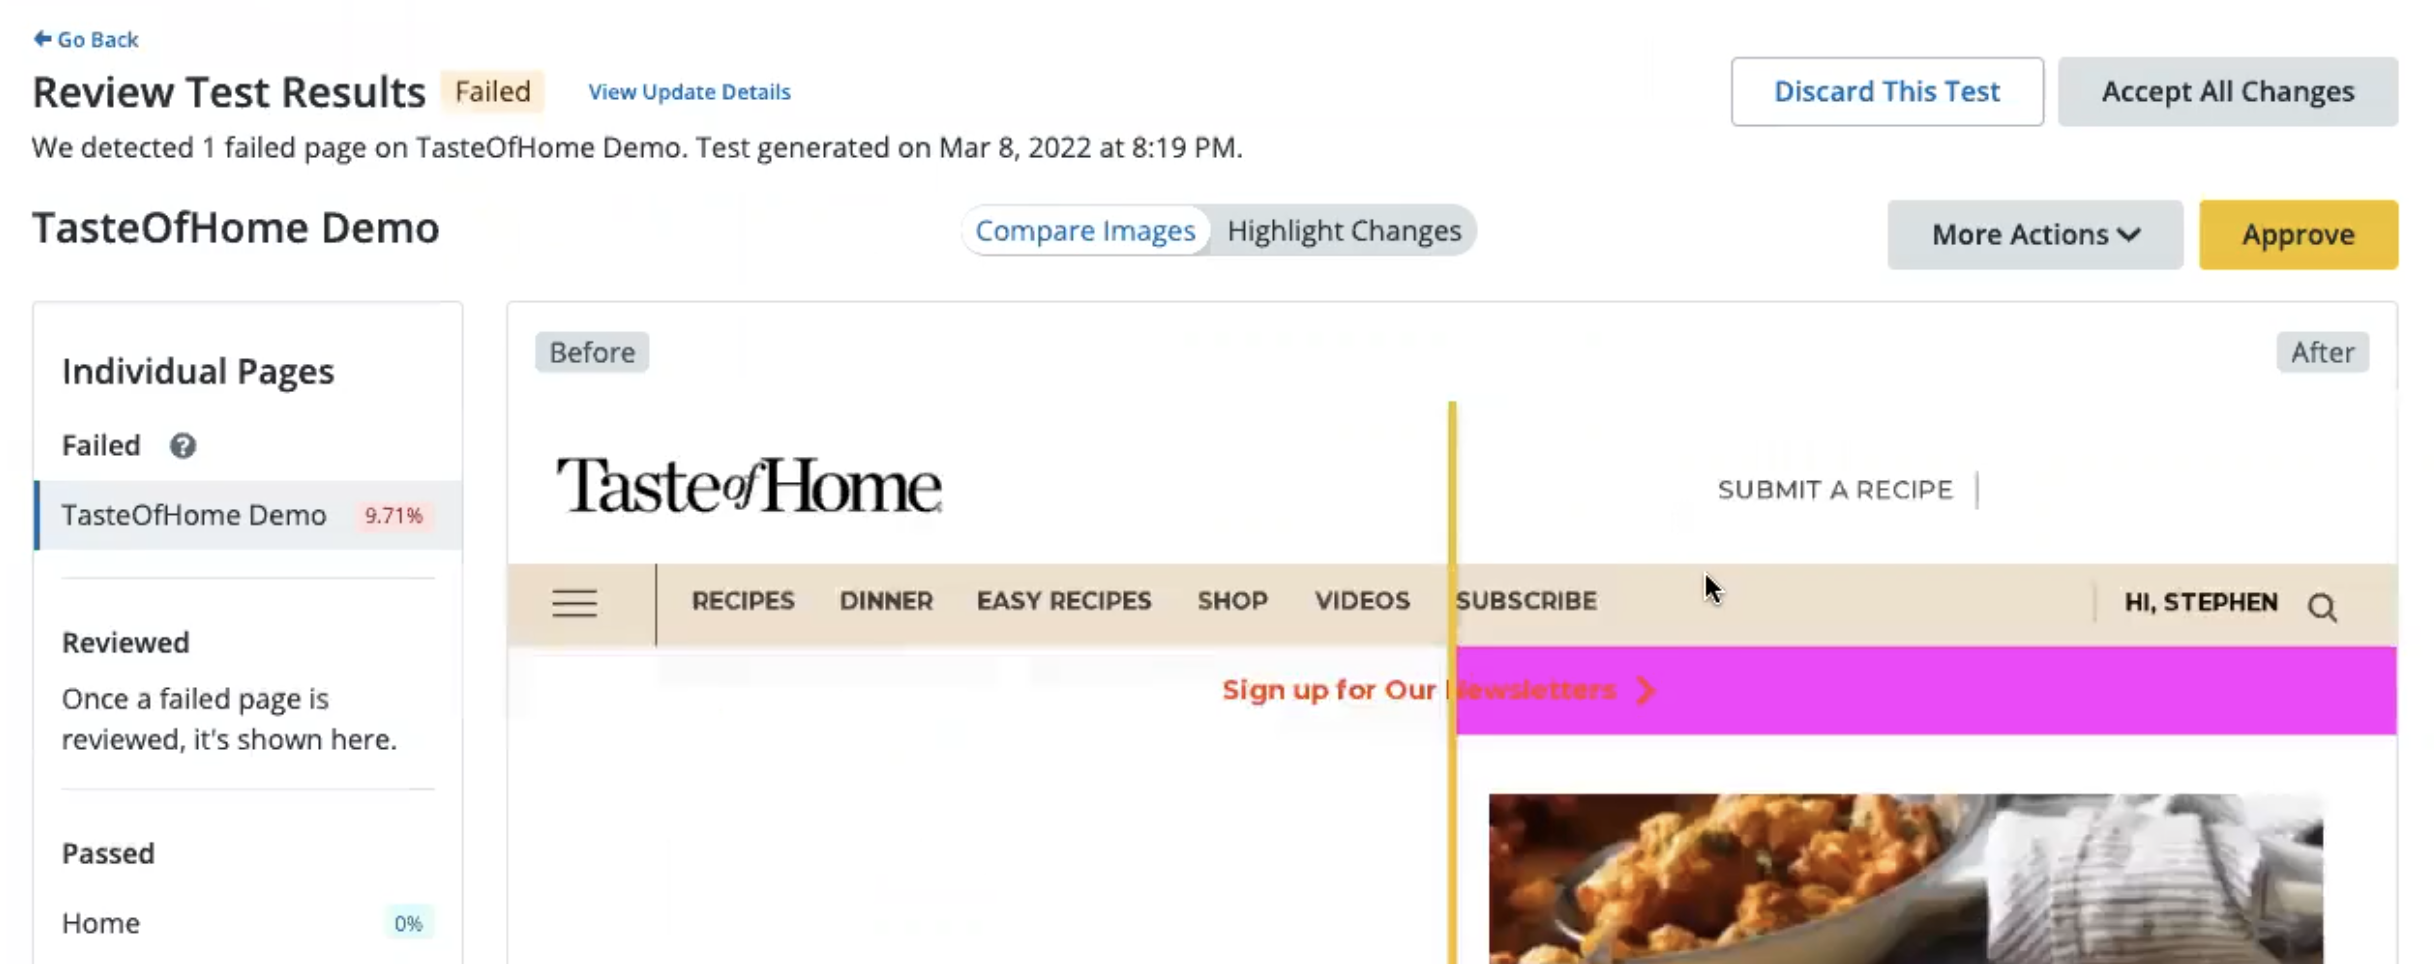 Go Back
Review Test Results Failed View Update Details Discard This Test Accept All Changes
We detected 1 failed page on TasteOfHome Demo. Test generated on Mar 8, 2022 at 8:19 PM.
TasteOfHome Demo Compare Images Highlight Changes More Actions Approve
Individual Pages
Failed ?
TasteOfHome Demo 9.71%
Reviewed
Once a failed page is
reviewed, it's shown here.
Passed
Home 0%
Before After
Taste of Home SUBMIT A RECIPE
RECIPES DINNER EASY RECIPES SHOP VIDEOS SUBSCRIBE HI, STEPHEN
Sign up for Our Newsletters